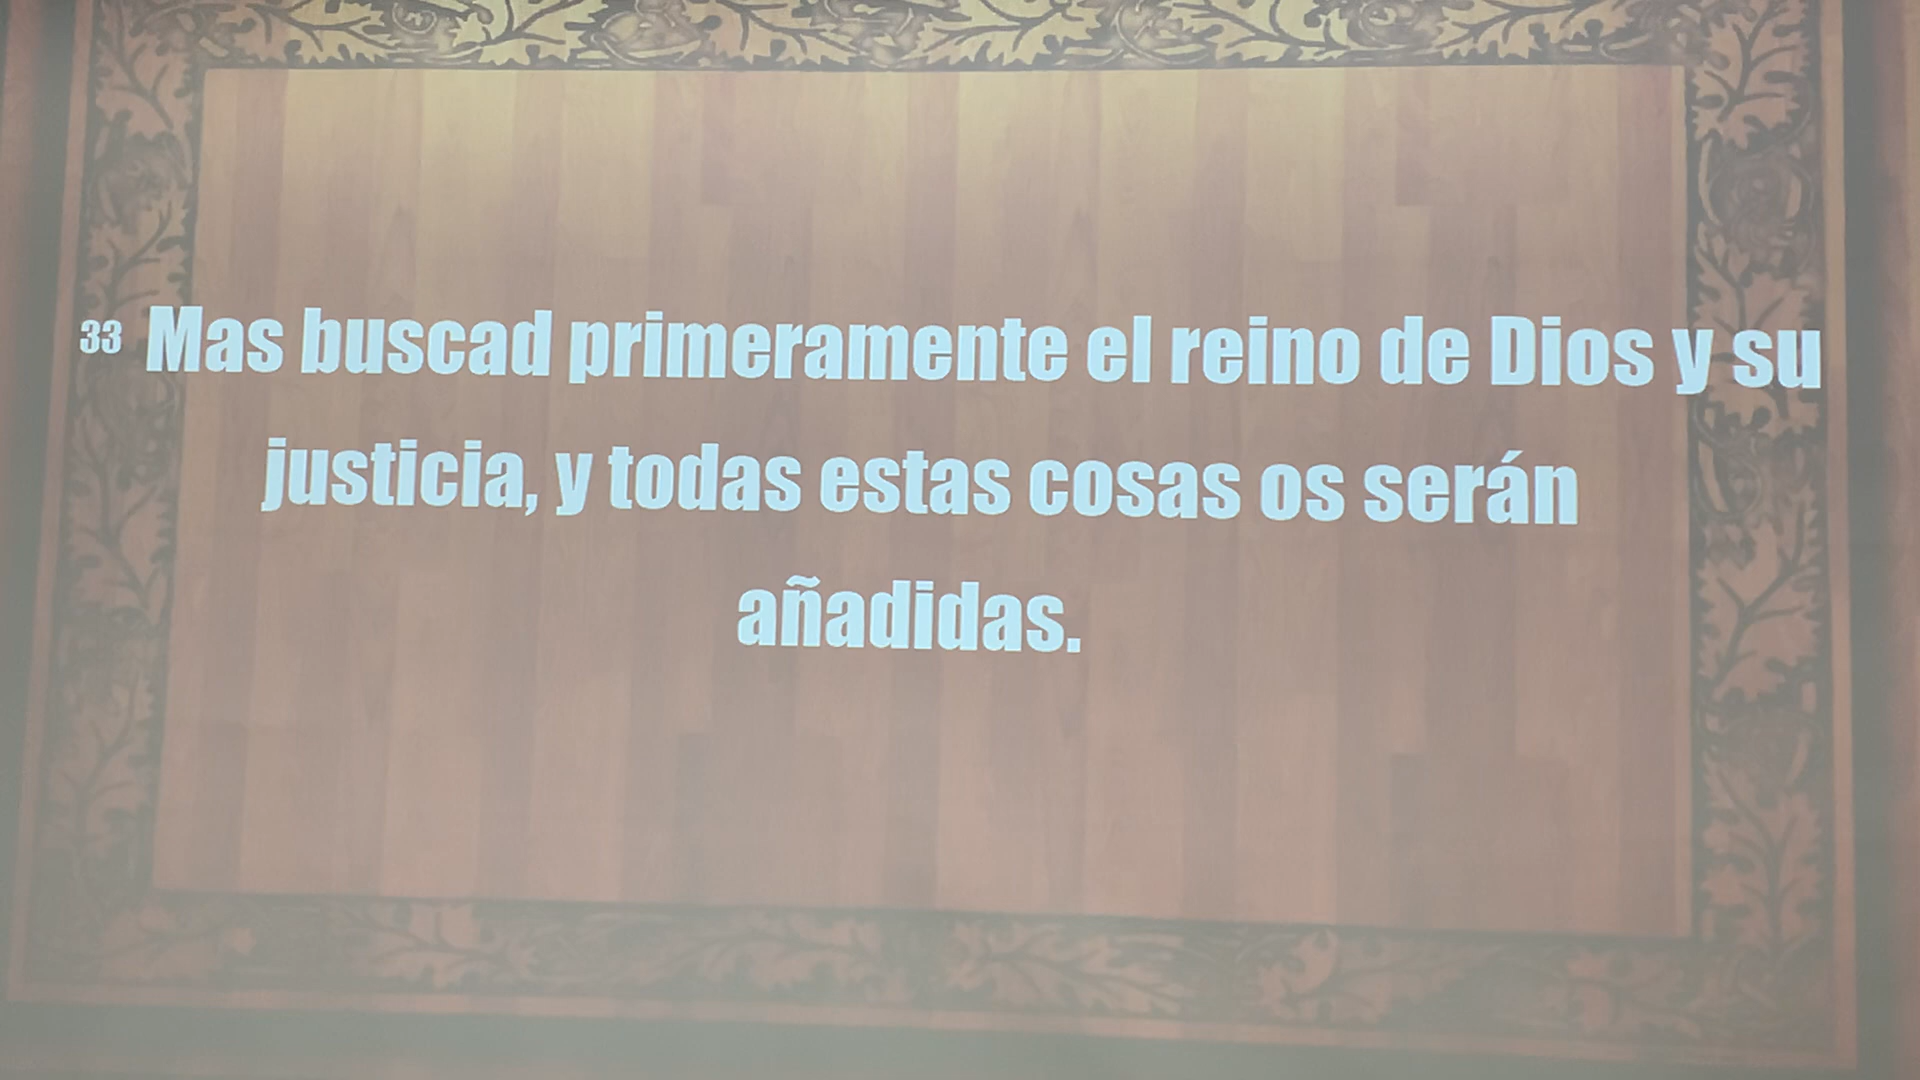 33 Mas buscad primeramente el reino de Dios y su
justicia, y todas estas cosas os serán
añadidas.